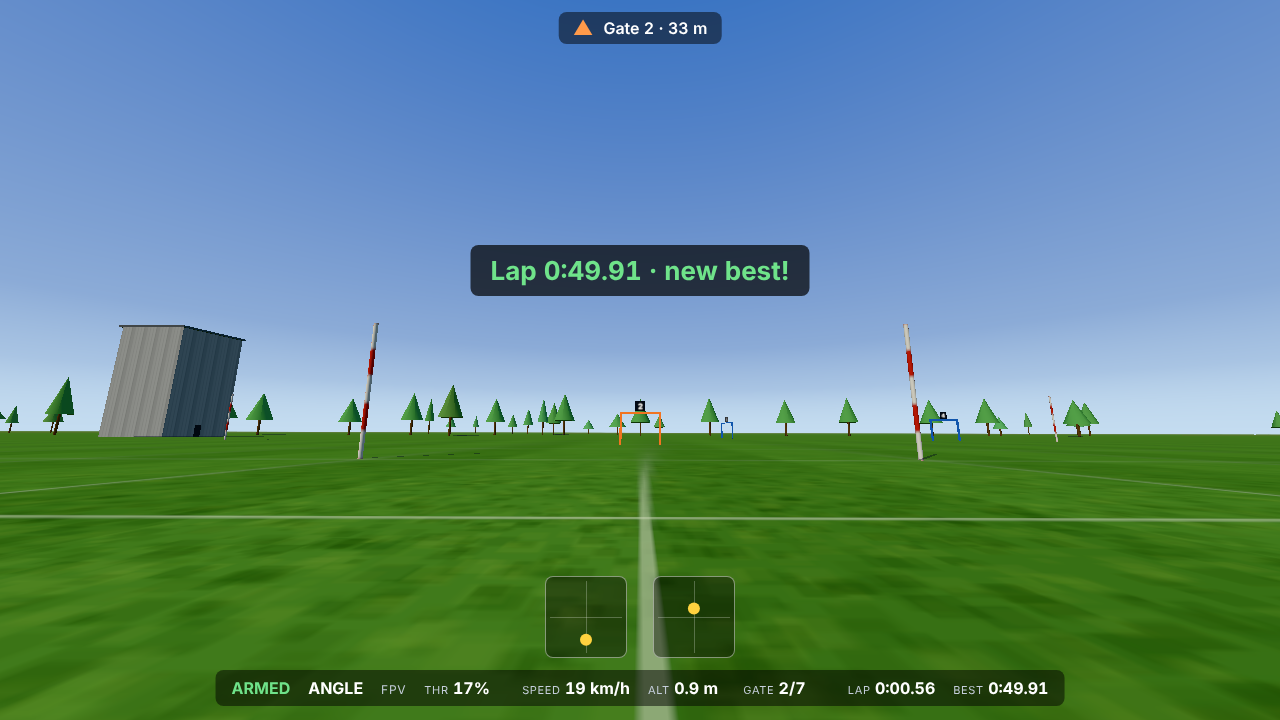 Gate 2 · 33 m
Lap 0:49.91 · new best!
2
ARMED ANGLE FPV THR 17% SPEED 19 km/h ALT 0.9 m GATE 2/7 LAP 0:00.56 BEST 0:49.91